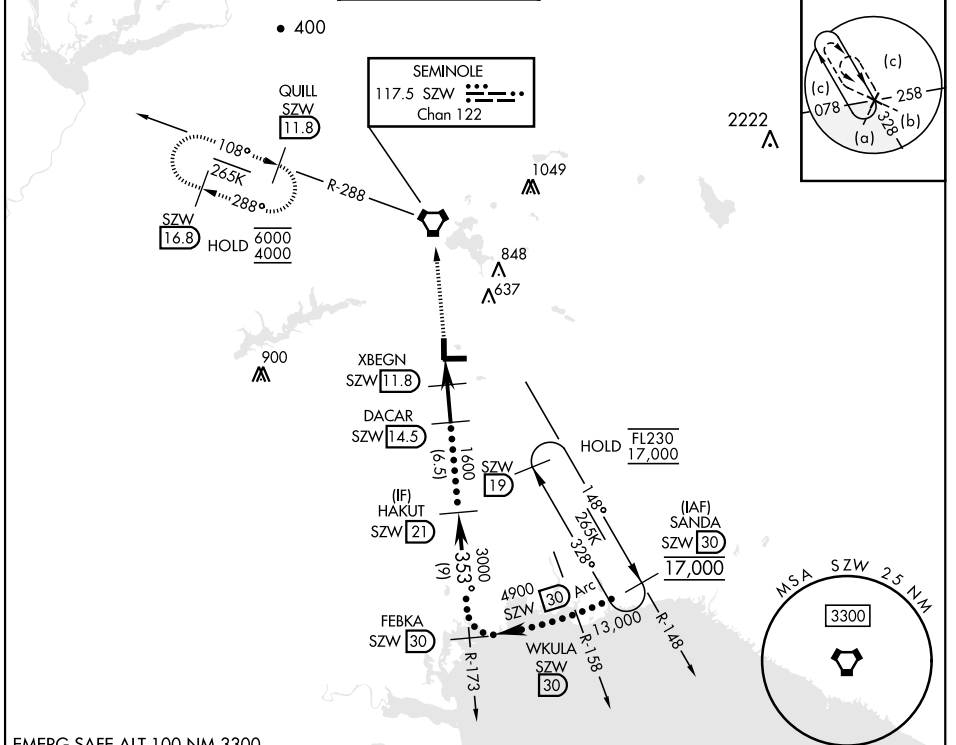 400
SEMINOLE
117.5 SZW
Chan 122
QUILL
SZW
11.8
108°
265K
288°
R-288
SZW
16.8
HOLD 6000
4000
2222
1049
848
637
900
(c)
(c)
258
078
328
(b)
(a)
XBEGN
SZW 11.8
DACAR
SZW 14.5
1600
(6.5)
(IF)
HAKUT
SZW 21
3000
353°
(9)
SZW
19
HOLD FL230
17,000
148°
265K
328°
(IAF)
SANDA
SZW 30
17,000
4900
SZW 30 Arc
13,000
FEBKA
SZW 30
WKULA
SZW
30
R-173
R-158
R-148
MSA SZW 25 NM
3300
EMERG SAFE ALT 100 NM 3300